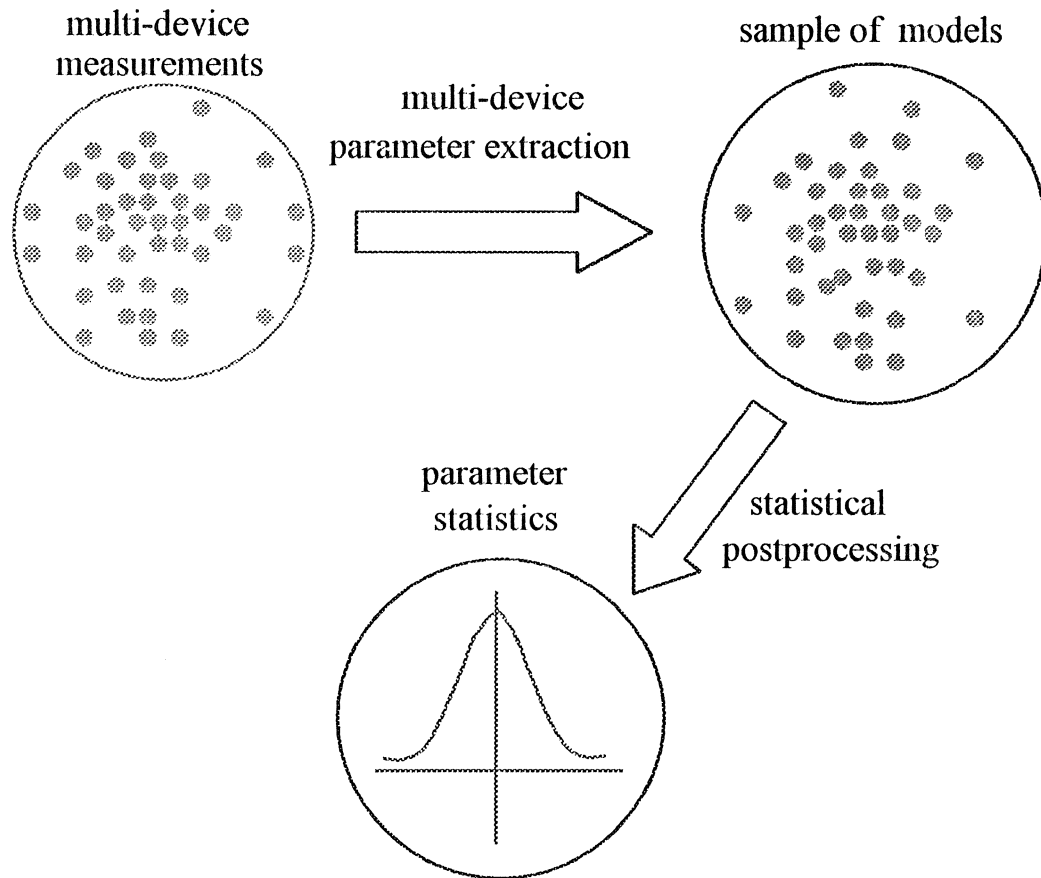 multi-device
measurements
sample of models
multi-device
parameter extraction
parameter
statistics
statistical
postprocessing